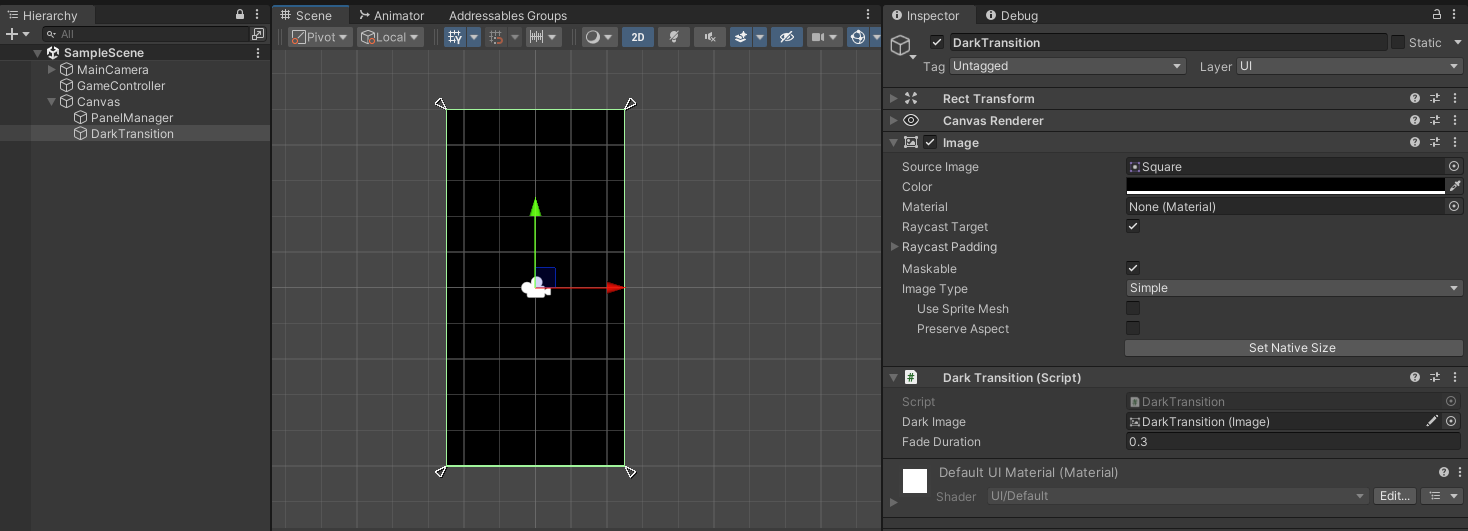 Hierarchy
All
SampleScene
MainCamera
GameController
Canvas
PanelManager
DarkTransition
Scene
Animator
Addressables Groups
Pivot
Local
2D
Inspector
Debug
DarkTransition
Static
Tag
Untagged
Layer
UI
Rect Transform
Canvas Renderer
Image
Source Image
Square
Color
Material
None (Material)
Raycast Target
Raycast Padding
Maskable
Image Type
Simple
Use Sprite Mesh
Preserve Aspect
Set Native Size
# Dark Transition (Script)
Script
DarkTransition
Dark Image
DarkTransition (Image)
Fade Duration
0.3
Default UI Material (Material)
Shader
UI/Default
Edit...